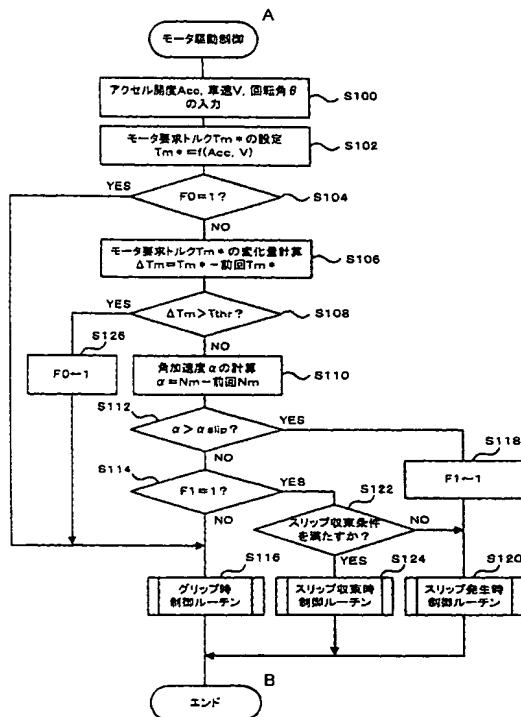 A
モータ駆動制御
アクセル開度Acc, 車速V, 回転角θ
の入力
S100
モータ要求トルクTm*の設定
Tm*=f(Acc, V)
S102
YES
F0=1?
S104
NO
モータ要求トルクTm*の変化量計算
ΔTm=Tm*-前回Tm*
S106
YES
ΔTm>Tthr?
S108
S126
NO
F0←1
角加速度αの計算
α=Nm-前回Nm
S110
S112
α>αslip?
YES
NO
S118
F1←1
S114
F1=1?
YES
S122
NO
スリップ収束条件
を満たすか?
NO
YES
S116
S124
S120
グリップ時
制御ルーチン
スリップ収束時
制御ルーチン
スリップ発生時
制御ルーチン
B
エンド